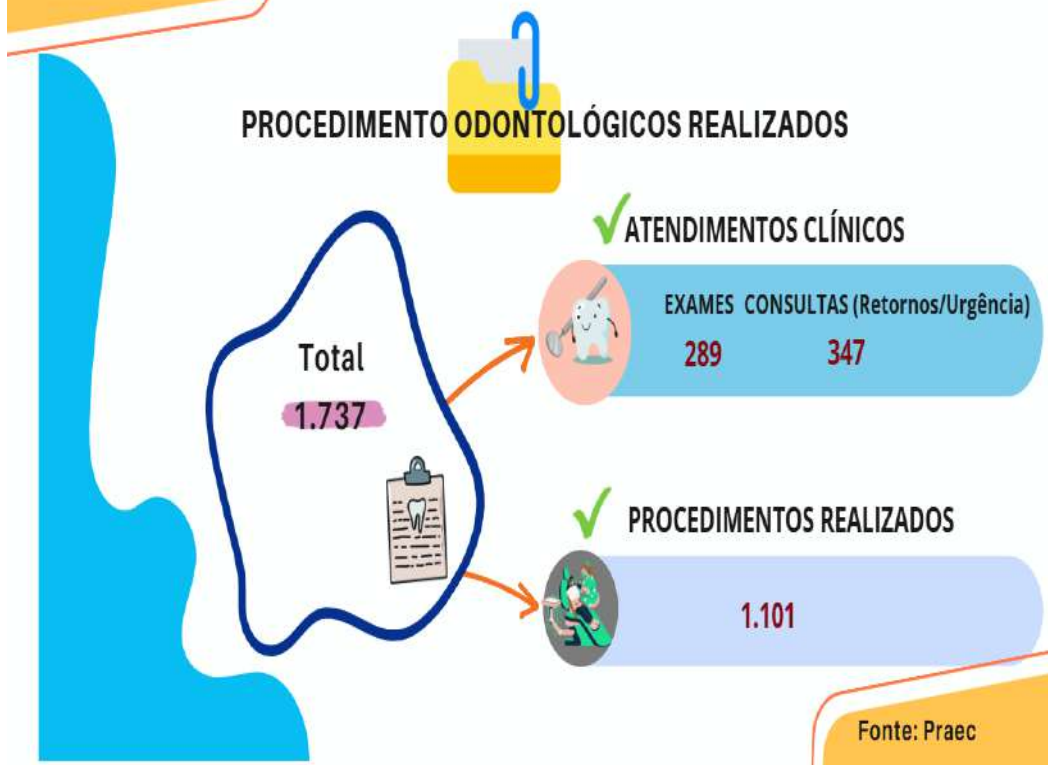 PROCEDIMENTO ODONTOLÓGICOS REALIZADOS
ATENDIMENTOS CLÍNICOS
EXAMES CONSULTAS (Retornos/Urgência)
289 347
Total
1.737
PROCEDIMENTOS REALIZADOS
1.101
Fonte: Praec